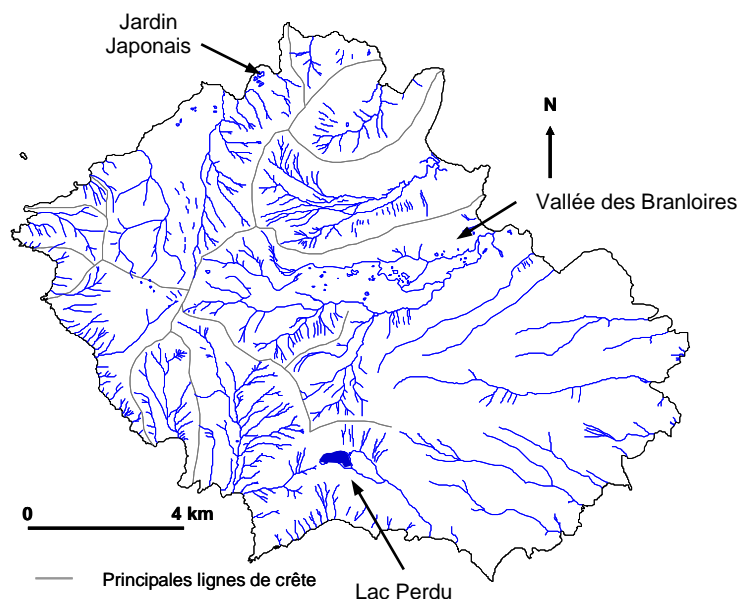 Jardin
Japonais
N
Vallée des Branloires
0 4 km
Principales lignes de crête
Lac Perdu